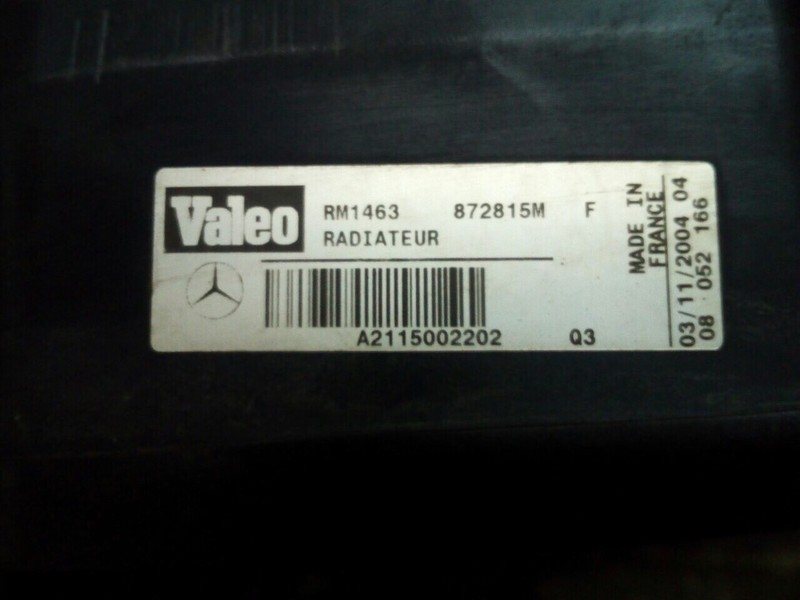 Valeo
RM1463 872815M F
RADIATEUR
A2115002202 Q3
MADE IN
FRANCE
03/11/2004 04
08 052 166